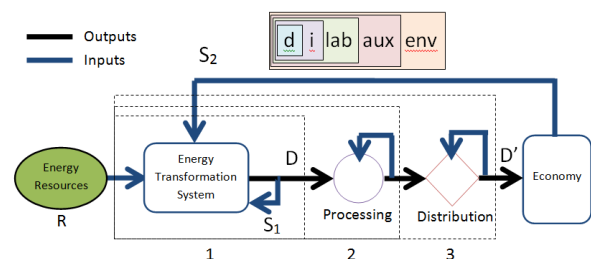 Outputs
Inputs
d i lab aux env
S2
Energy
Resources
R
Energy
Transformation
System
D
S1
Processing
Distribution
D'
Economy
1 2 3